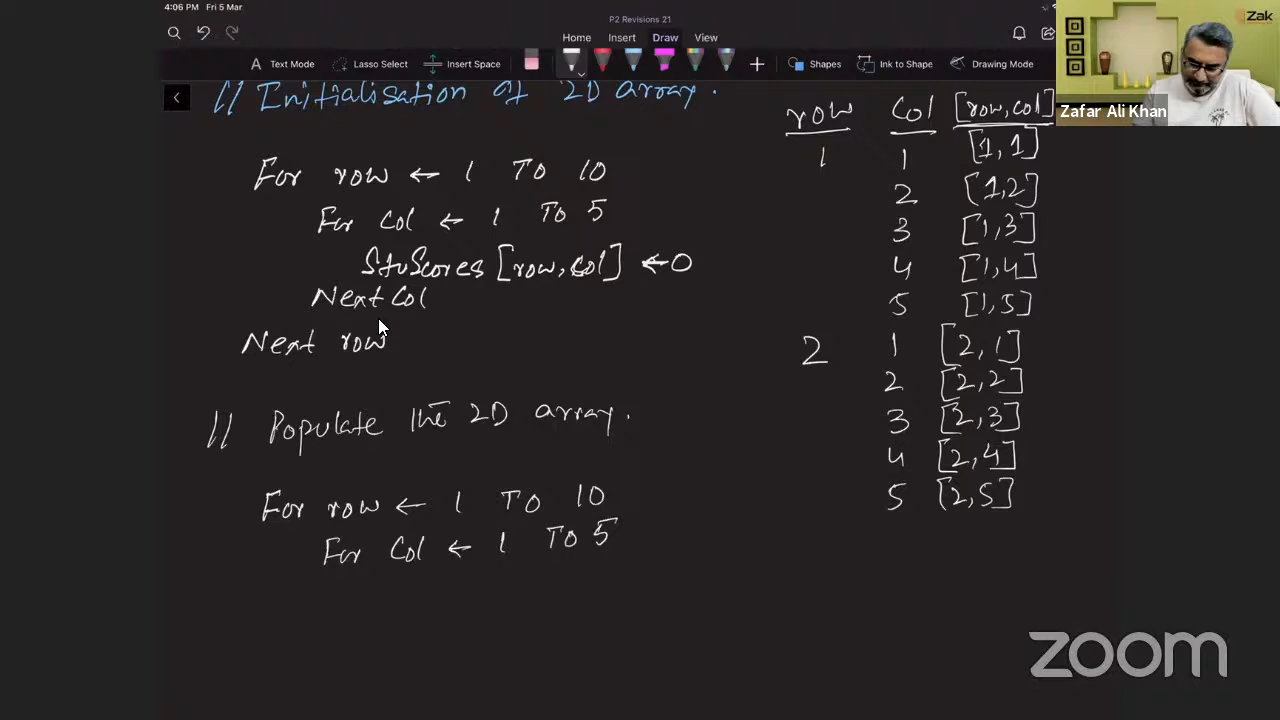 4:06 PM Fri 5 Mar
P2 Revisions 21
Home Insert Draw View
Text Mode Lasso Select Insert Space Shapes Ink to Shape Drawing Mode
Zak
Zafar Ali Khan
// Initialisation of 2D array.
For row ← 1 To 10
For Col ← 1 To 5
StuScores [row, col] ← 0
Next Col
Next row
// Populate the 2D array.
For row ← 1 To 10
For Col ← 1 To 5
row Col [row, col]
1 1 [1,1]
2 [1,2]
3 [1,3]
4 [1,4]
5 [1,5]
2 1 [2,1]
2 [2,2]
3 [2,3]
4 [2,4]
5 [2,5]
zoom